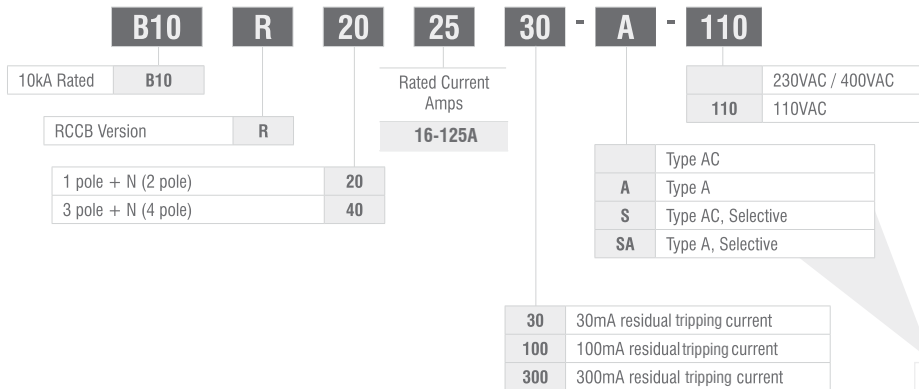 B10 R 20 25 30 - A - 110
10kA Rated B10
RCCB Version R
1 pole + N (2 pole) 20
3 pole + N (4 pole) 40
Rated Current
Amps
16-125A
230VAC / 400VAC
110 110VAC
Type AC
A Type A
S Type AC, Selective
SA Type A, Selective
30 30mA residual tripping current
100 100mA residual tripping current
300 300mA residual tripping current